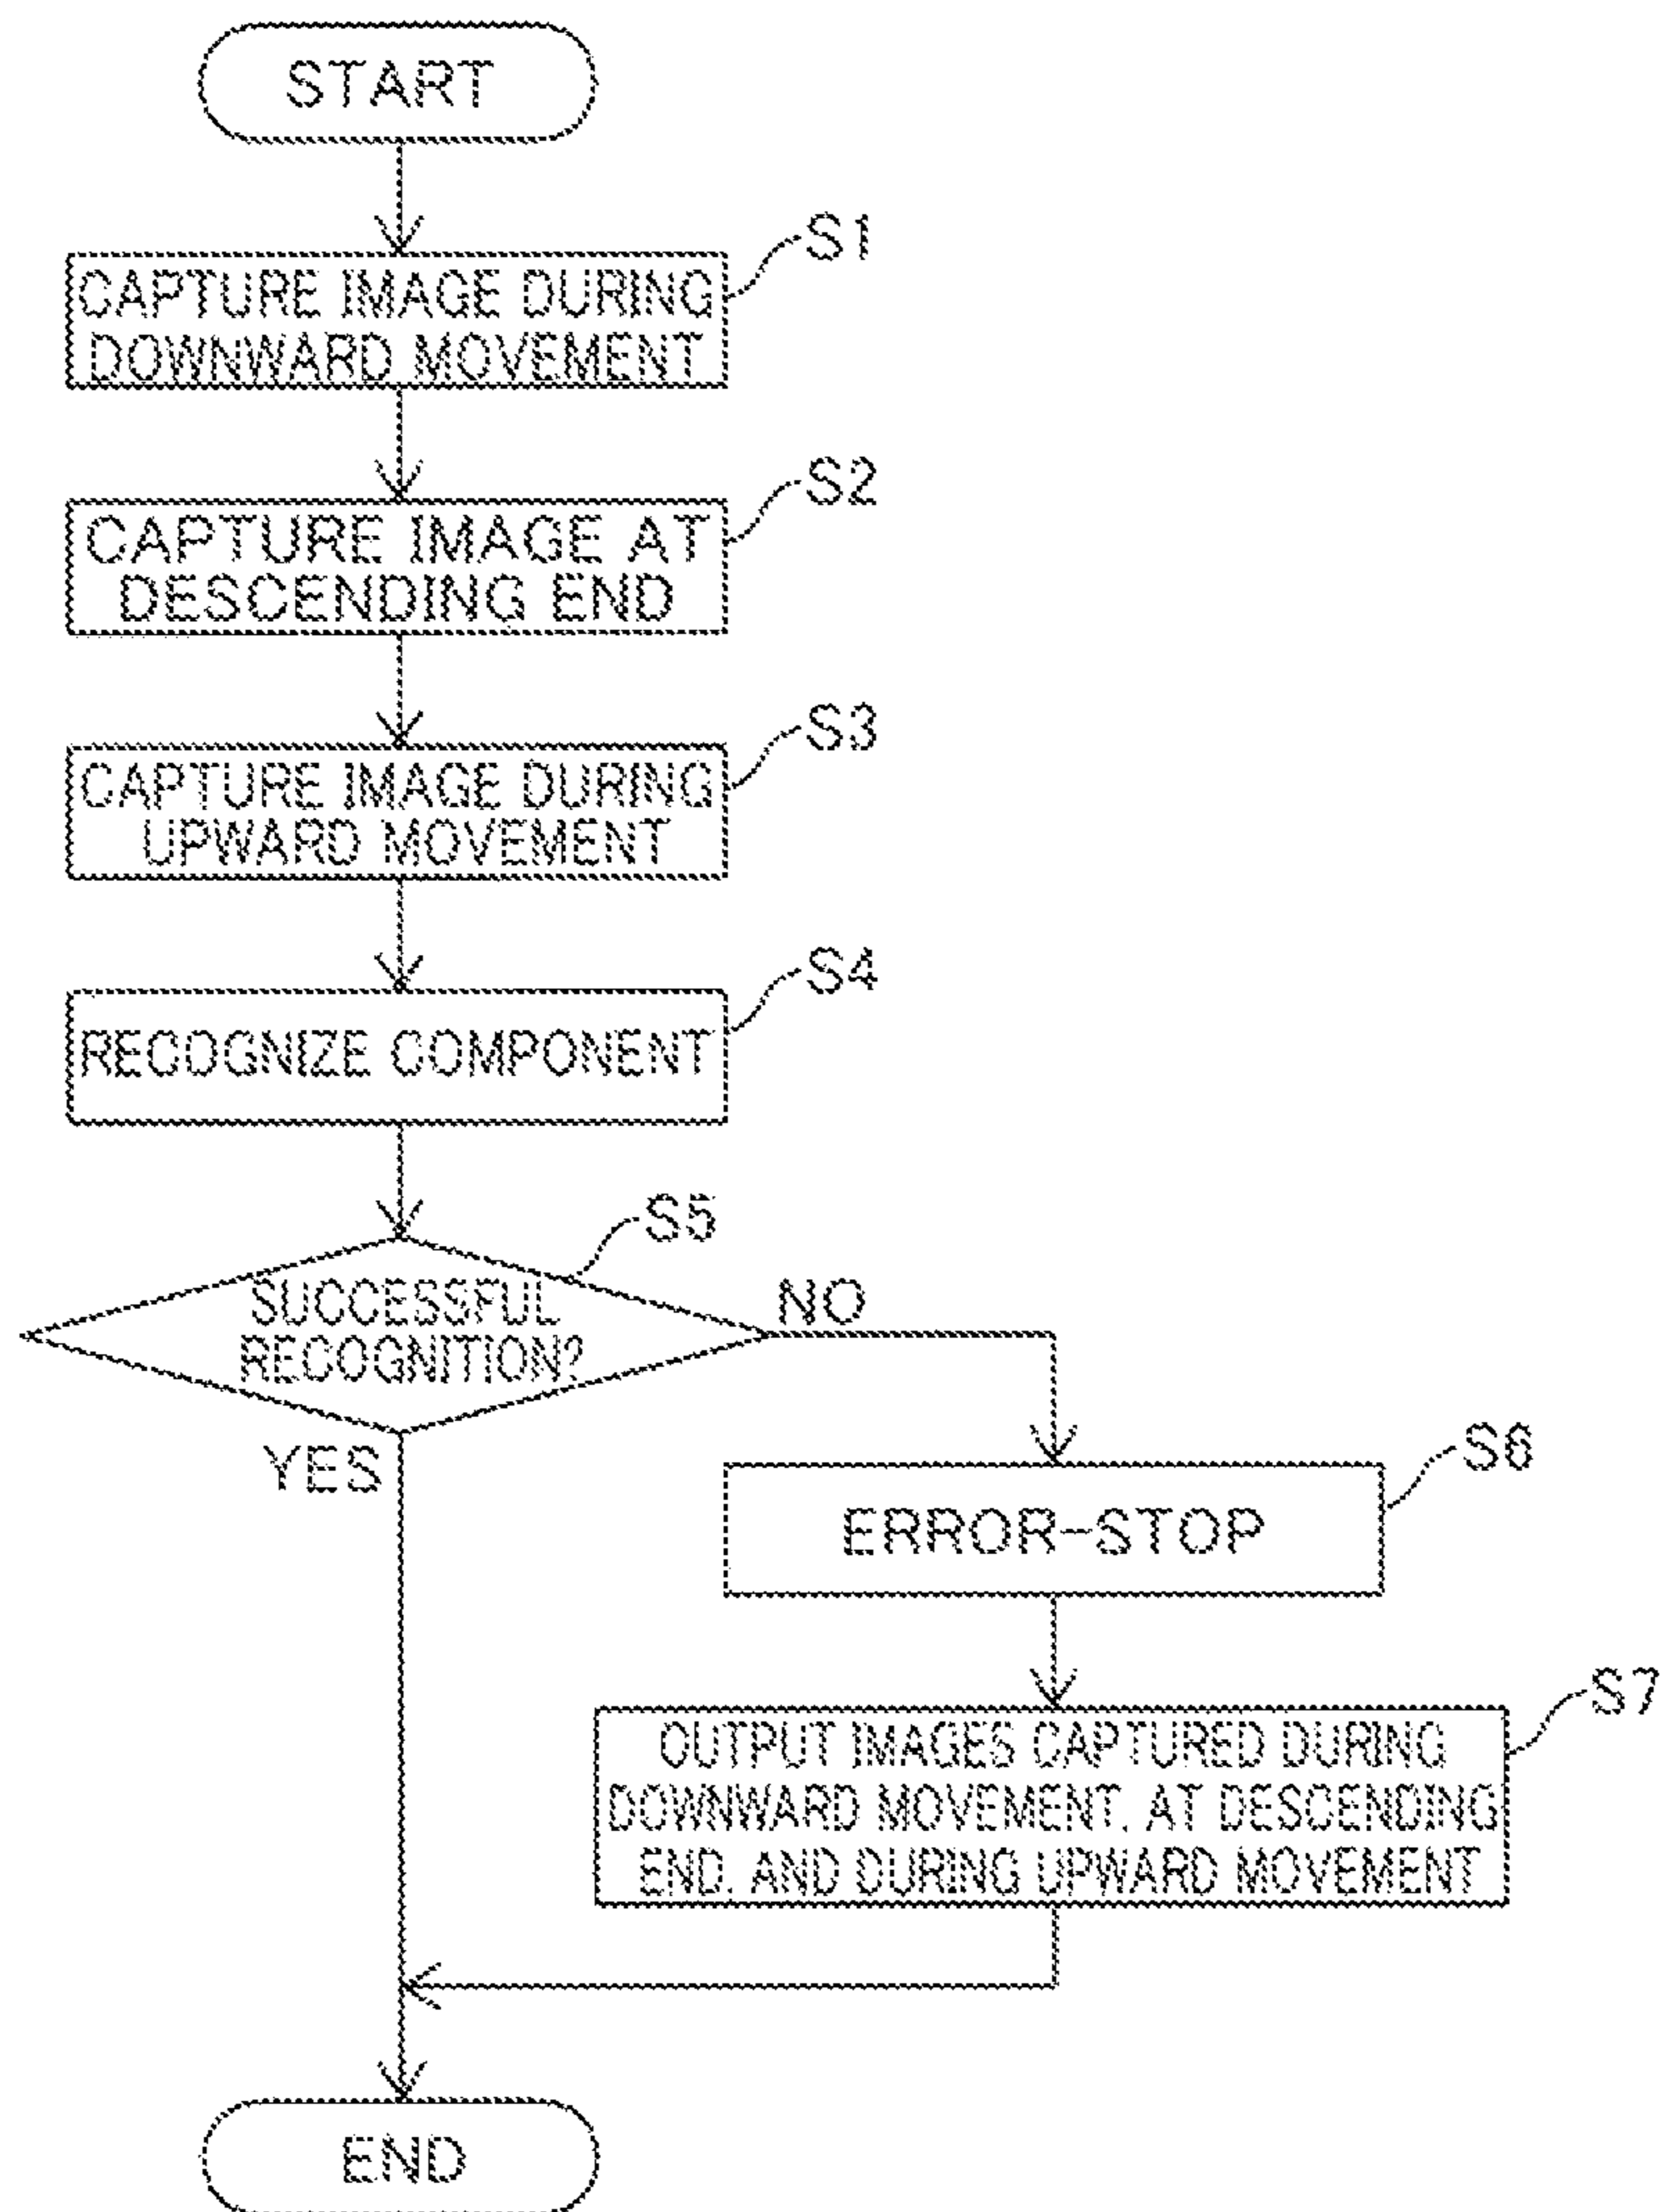 START
S1
CAPTURE IMAGE DURING
DOWNWARD MOVEMENT
S2
CAPTURE IMAGE AT
DESCENDING END
S3
CAPTURE IMAGE DURING
UPWARD MOVEMENT
S4
RECOGNIZE COMPONENT
S5
SUCCESSFUL
RECOGNITION?
NO
YES
S6
ERROR-STOP
S7
OUTPUT IMAGES CAPTURED DURING
DOWNWARD MOVEMENT, AT DESCENDING
END, AND DURING UPWARD MOVEMENT
END